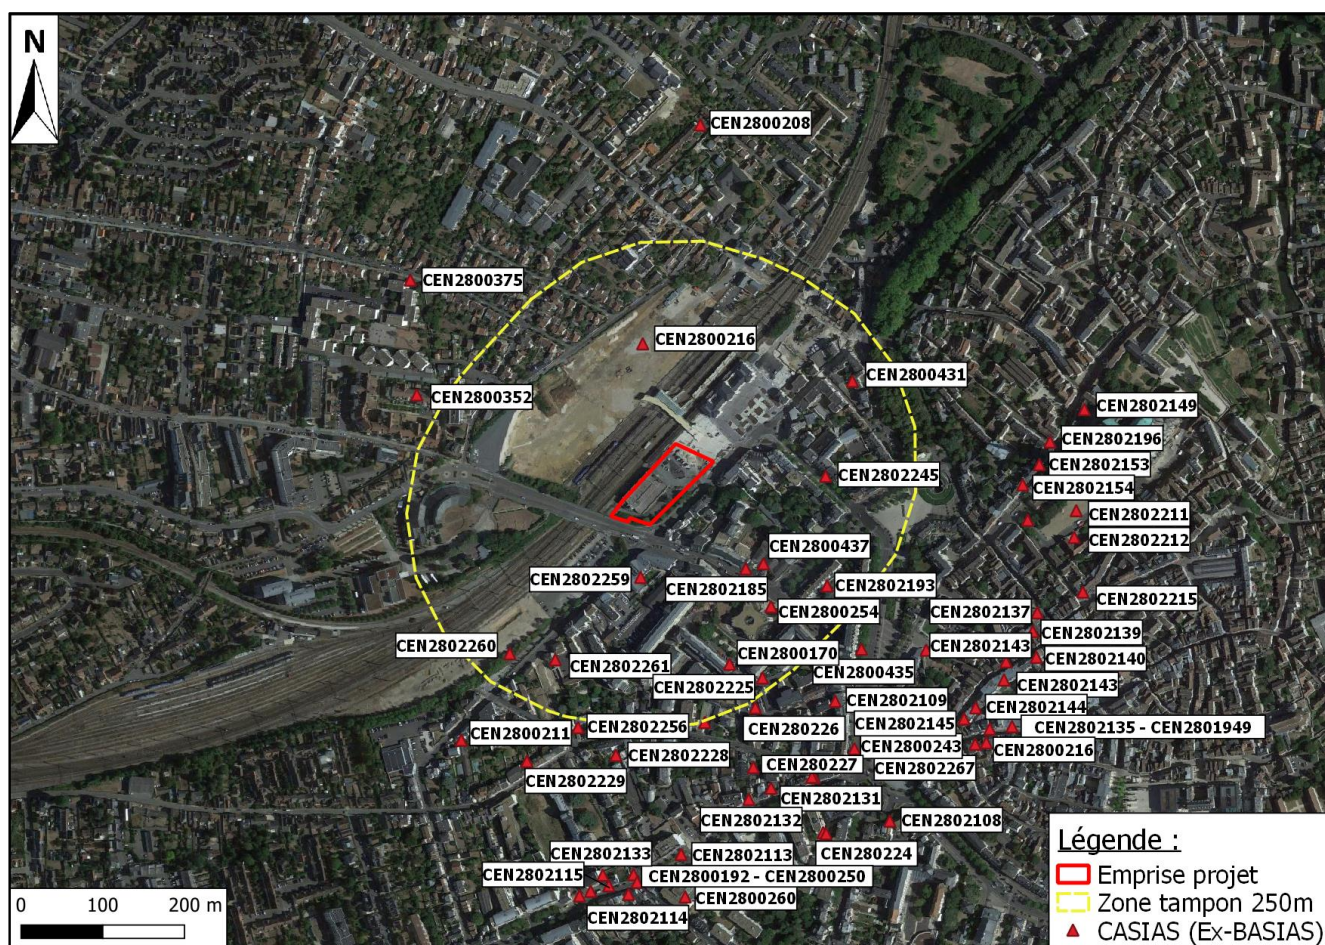 N
CEN2800208
CEN2800375
CEN2800216
CEN2800431
CEN2800352
CEN2802149
CEN2802196
CEN2802153
CEN2802245
CEN2802154
CEN2802211
CEN2802212
CEN2800437
CEN2802259
CEN2802185
CEN2802193
CEN2802215
CEN2800254
CEN2802137
CEN2802139
CEN2802260
CEN2800170
CEN2802143
CEN2802140
CEN2802261
CEN2800435
CEN2802225
CEN2802143
CEN2802109
CEN2802144
CEN2800211
CEN2802256
CEN280226
CEN2802145
CEN2802135 - CEN2801949
CEN2800243
CEN2800216
CEN2802228
CEN280227
CEN2802267
CEN2802229
CEN2802131
CEN2802132
CEN2802108
CEN280224
CEN2802133
CEN2802113
CEN2802115
CEN2800192 - CEN2800250
CEN2800260
CEN2802114
Légende :
Emprise projet
Zone tampon 250m
CASIAS (Ex-BASIAS)
0 100 200 m